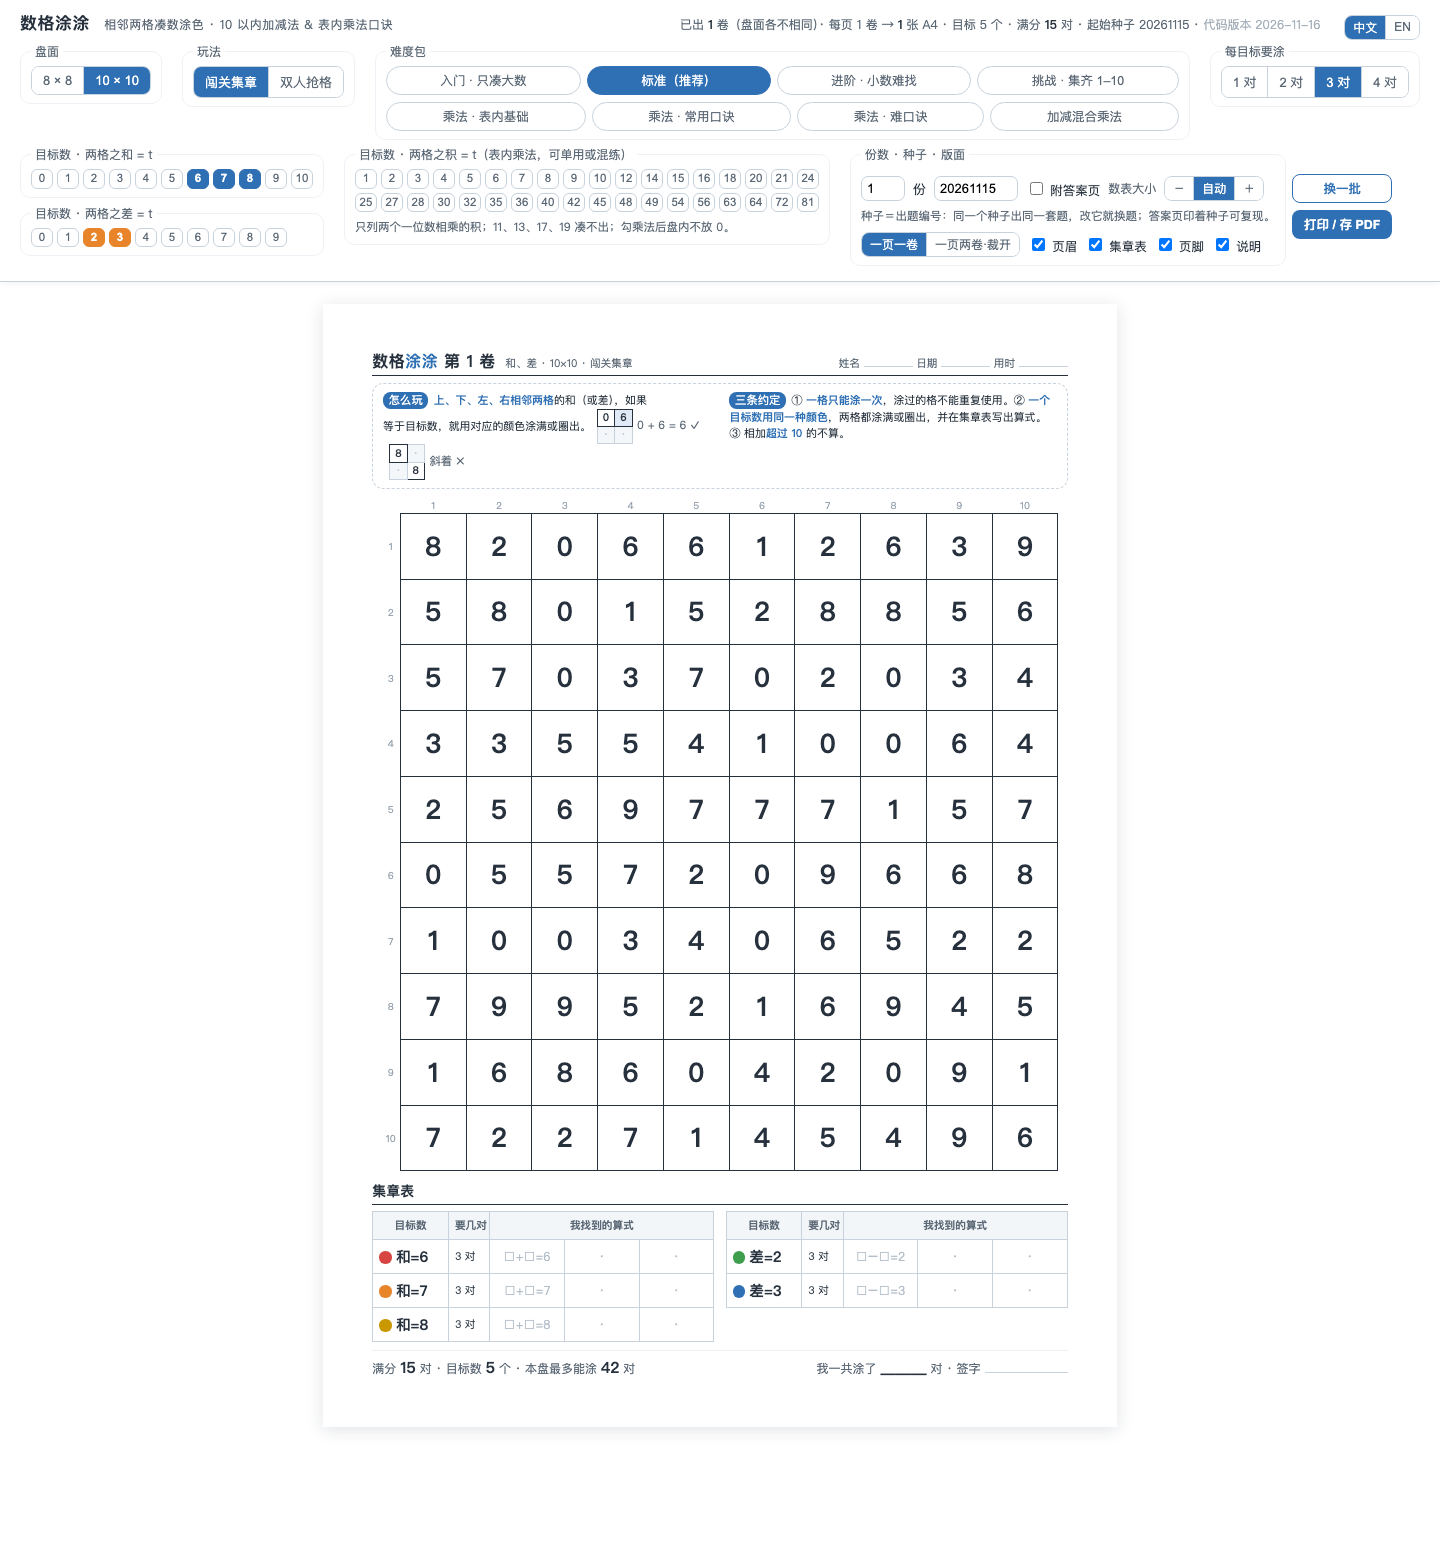 数格涂涂 相邻两格凑数涂色 · 10 以内加减法 & 表内乘法口诀
已出 1 卷（盘面各不相同）· 每页 1 卷 → 1 张 A4 · 目标 5 个 · 满分 15 对 · 起始种子 20261115 · 代码版本 2026-11-16
中文 EN
盘面
8 × 8 10 × 10
玩法
闯关集章 双人抢格
难度包
入门 · 只凑大数 标准（推荐） 进阶 · 小数难找 挑战 · 集齐 1–10
乘法 · 表内基础 乘法 · 常用口诀 乘法 · 难口诀 加减混合乘法
每目标要涂
1 对 2 对 3 对 4 对
目标数 · 两格之和 = t
0 1 2 3 4 5 6 7 8 9 10
目标数 · 两格之差 = t
0 1 2 3 4 5 6 7 8 9
目标数 · 两格之积 = t（表内乘法，可单用或混练）
1 2 3 4 5 6 7 8 9 10 12 14 15 16 18 20 21 24
25 27 28 30 32 35 36 40 42 45 48 49 54 56 63 64 72 81
只列两个一位数相乘的积；11、13、17、19 凑不出；勾乘法后盘内不放 0。
份数 · 种子 · 版面
1 份 20261115 附答案页 数表大小 − 自动 +
种子＝出题编号：同一个种子出同一套题，改它就换题；答案页印着种子可复现。
一页一卷 一页两卷·裁开 页眉 集章表 页脚 说明
换一批
打印 / 存 PDF
数格涂涂 第 1 卷 和、差 · 10×10 · 闯关集章
姓名 日期 用时
怎么玩 上、下、左、右相邻两格的和（或差），如果
等于目标数，就用对应的颜色涂满或圈出。 0 6 · · 0 + 6 = 6 ✓
8 · · 8 斜着 ×
三条约定 ① 一格只能涂一次，涂过的格不能重复使用。② 一个
目标数用同一种颜色，两格都涂满或圈出，并在集章表写出算式。
③ 相加超过 10 的不算。
1 2 3 4 5 6 7 8 9 10
1 8 2 0 6 6 1 2 6 3 9
2 5 8 0 1 5 2 8 8 5 6
3 5 7 0 3 7 0 2 0 3 4
4 3 3 5 5 4 1 0 0 6 4
5 2 5 6 9 7 7 7 1 5 7
6 0 5 5 7 2 0 9 6 6 8
7 1 0 0 3 4 0 6 5 2 2
8 7 9 9 5 2 1 6 9 4 5
9 1 6 8 6 0 4 2 0 9 1
10 7 2 2 7 1 4 5 4 9 6
集章表
目标数 要几对 我找到的算式
和=6 3 对 □+□=6 · ·
和=7 3 对 □+□=7 · ·
和=8 3 对 □+□=8 · ·
目标数 要几对 我找到的算式
差=2 3 对 □−□=2 · ·
差=3 3 对 □−□=3 · ·
满分 15 对 · 目标数 5 个 · 本盘最多能涂 42 对
我一共涂了 ______ 对 · 签字